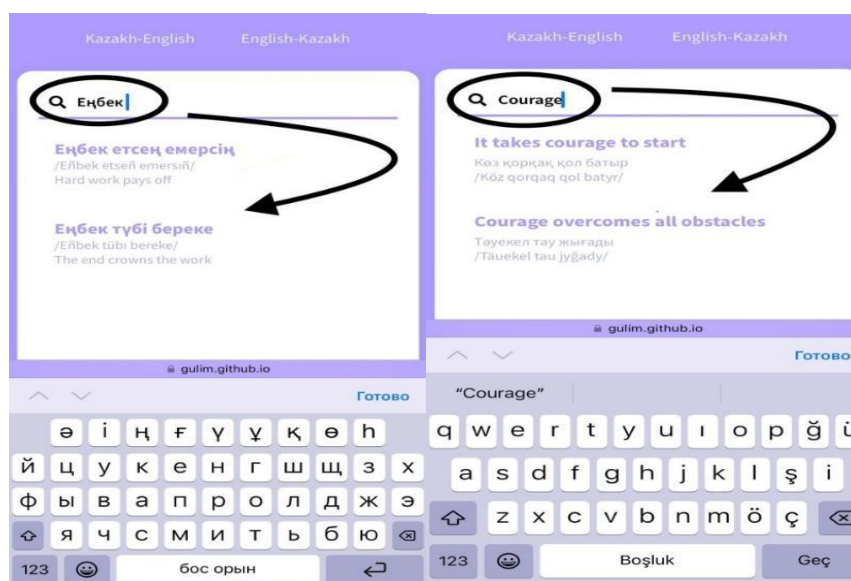 Kazakh-English English-Kazakh
Еңбек
Еңбек етсең емерсің
/Eñbek etseñ emersıñ/
Hard work pays off
Еңбек түбі береке
/Eñbek tübı bereke/
The end crowns the work
gulim.github.io
Готово
ә і ң ғ ү ұ қ ө һ
й ц у к е н г ш щ з х
ф ы в а п р о л д ж э
я ч с м и т ь б ю
123 бос орын
Kazakh-English English-Kazakh
Courage
It takes courage to start
Көз қорқақ қол батыр
/Köz qorqaq qol batyr/
Courage overcomes all obstacles
Тәуекел тау жығады
/Täuekel tau jyğady/
gulim.github.io
Готово
"Courage"
q w e r t y u ı o p ğ ü
a s d f g h j k l ş i
z x c v b n m ö ç
123 Boşluk Geç